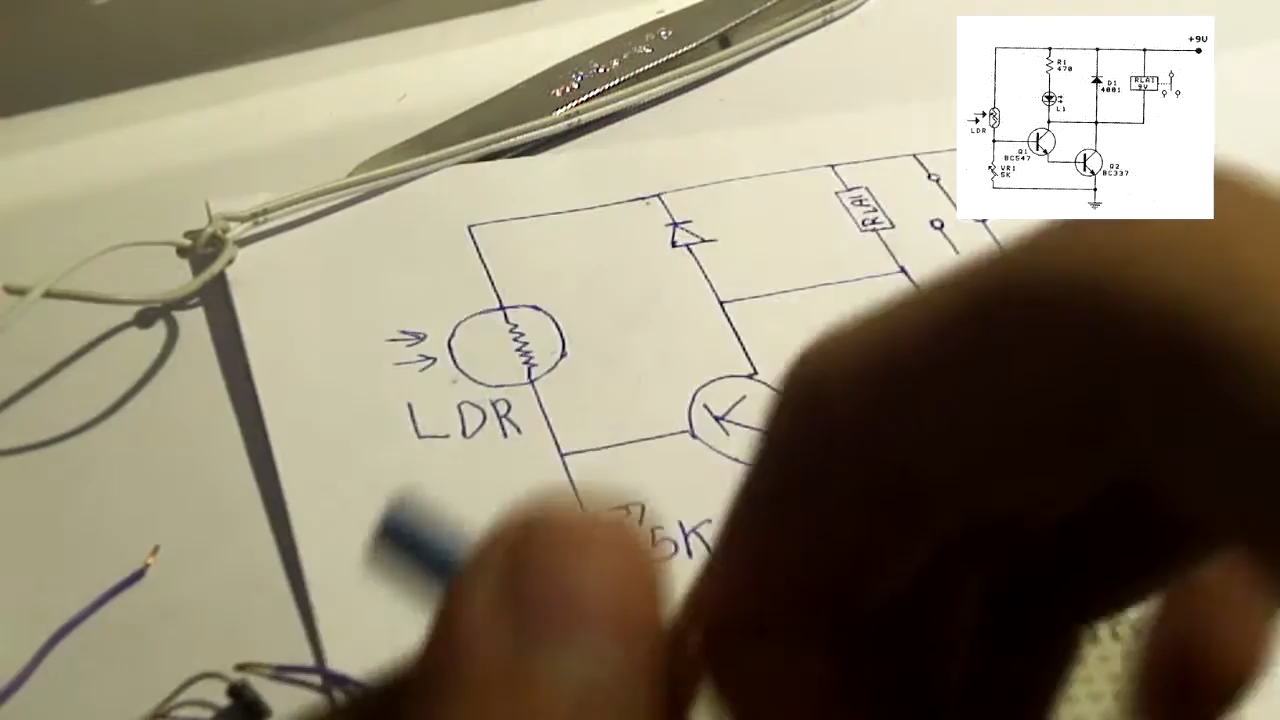 +9V
R1
470
D1
4001
RLA1
9V
L1
LDR
Q1
BC547
Q2
BC337
VR1
5K
RLA1
LDR
5K